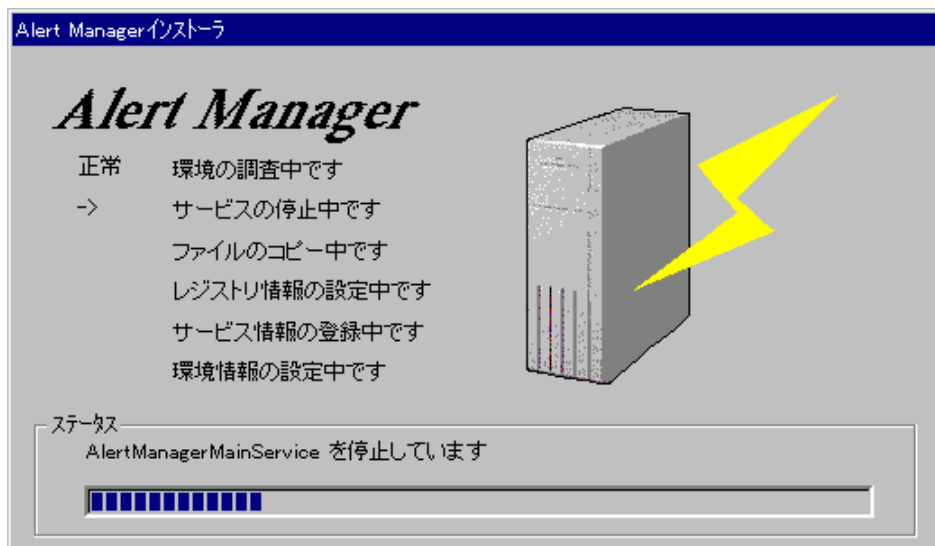 Alert Managerインストーラ
Alert Manager
正常 環境の調査中です
-> サービスの停止中です
ファイルのコピー中です
レジストリ情報の設定中です
サービス情報の登録中です
環境情報の設定中です
ステータス
AlertManagerMainService を停止しています